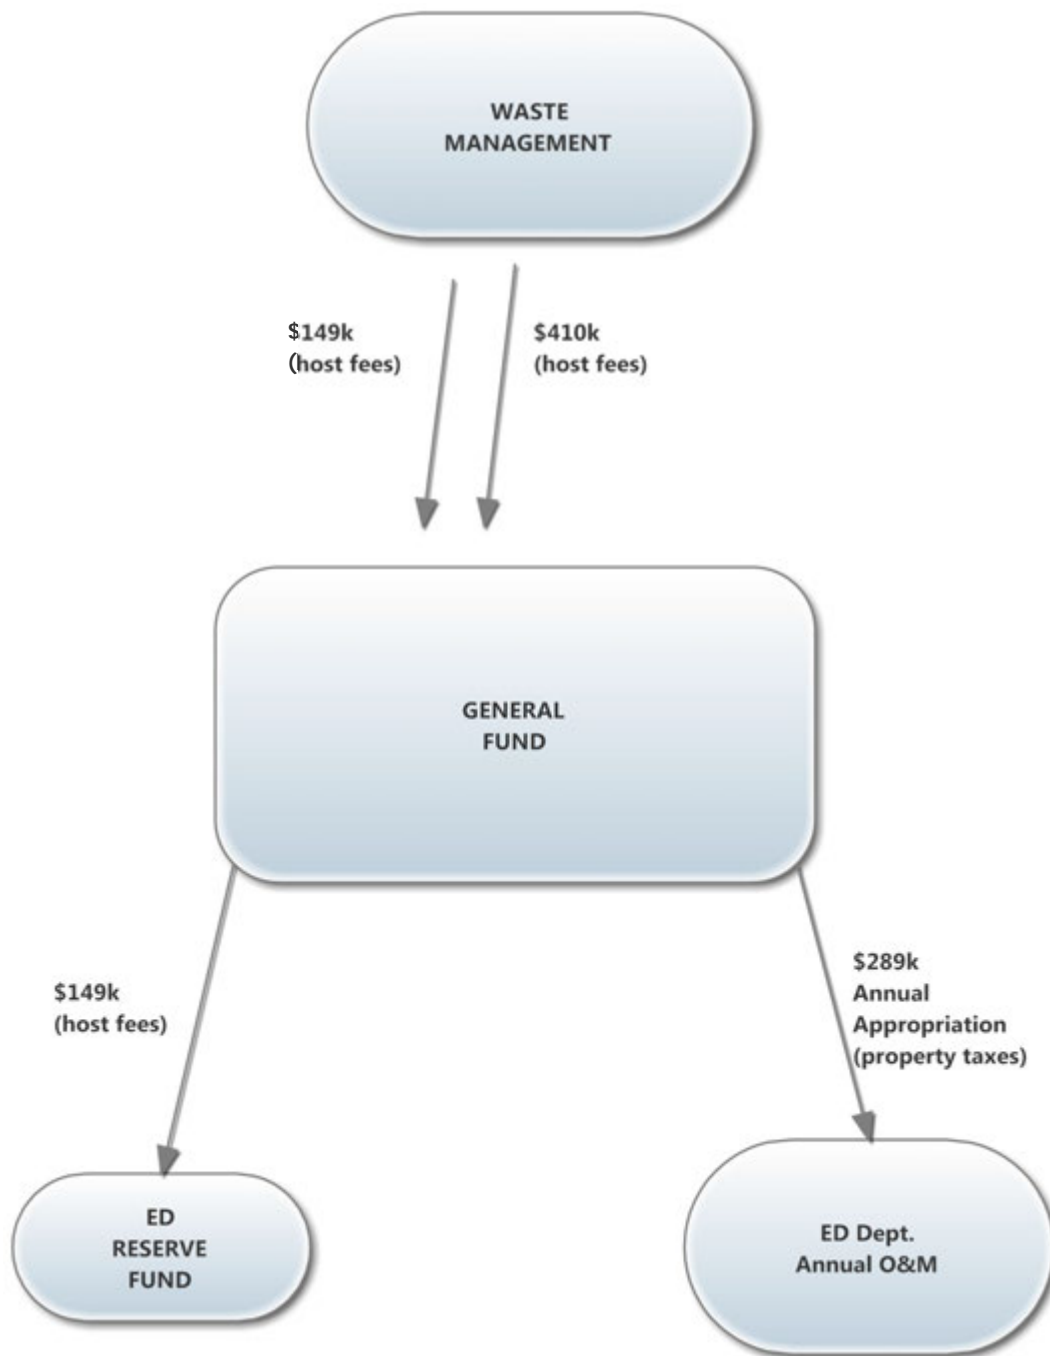 WASTE
MANAGEMENT
$149k
(host fees)
$410k
(host fees)
GENERAL
FUND
$149k
(host fees)
$289k
Annual
Appropriation
(property taxes)
ED
RESERVE
FUND
ED Dept.
Annual O&M